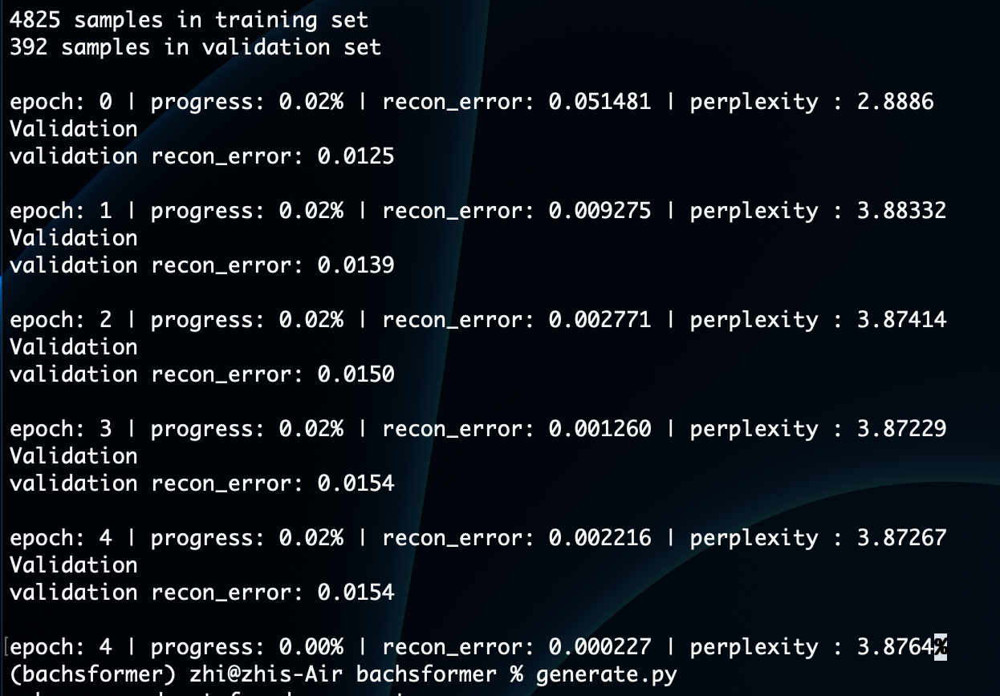 4825 samples in training set
392 samples in validation set
epoch: 0 | progress: 0.02% | recon_error: 0.051481 | perplexity : 2.8886
Validation
validation recon_error: 0.0125
epoch: 1 | progress: 0.02% | recon_error: 0.009275 | perplexity : 3.88332
Validation
validation recon_error: 0.0139
epoch: 2 | progress: 0.02% | recon_error: 0.002771 | perplexity : 3.87414
Validation
validation recon_error: 0.0150
epoch: 3 | progress: 0.02% | recon_error: 0.001260 | perplexity : 3.87229
Validation
validation recon_error: 0.0154
epoch: 4 | progress: 0.02% | recon_error: 0.002216 | perplexity : 3.87267
Validation
validation recon_error: 0.0154
[epoch: 4 | progress: 0.00% | recon_error: 0.000227 | perplexity : 3.8764%
(bachsformer) zhi@zhis-Air bachsformer % generate.py